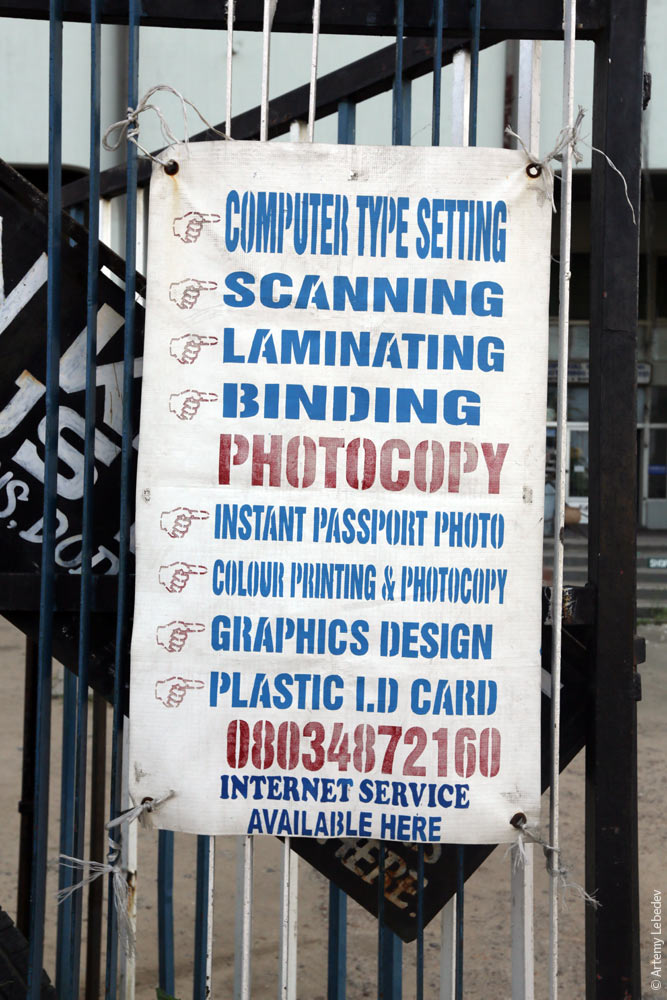 COMPUTER TYPE SETTING
SCANNING
LAMINATING
BINDING
PHOTOCOPY
INSTANT PASSPORT PHOTO
COLOUR PRINTING & PHOTOCOPY
GRAPHICS DESIGN
PLASTIC I.D CARD
08034872160
INTERNET SERVICE
AVAILABLE HERE
© Artemy Lebedev